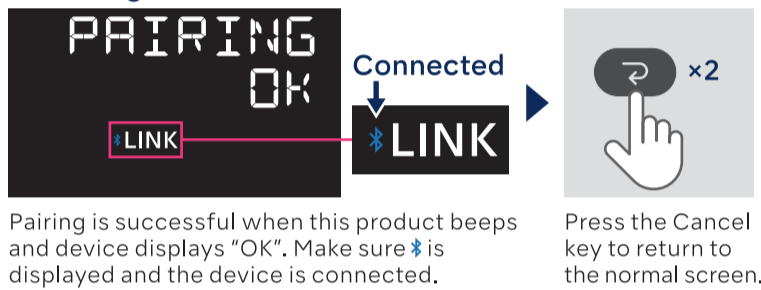 PAIRING
OK
LINK
Connected
LINK
×2
Pairing is successful when this product beeps
and device displays “OK”. Make sure is
displayed and the device is connected.
Press the Cancel
key to return to
the normal screen.